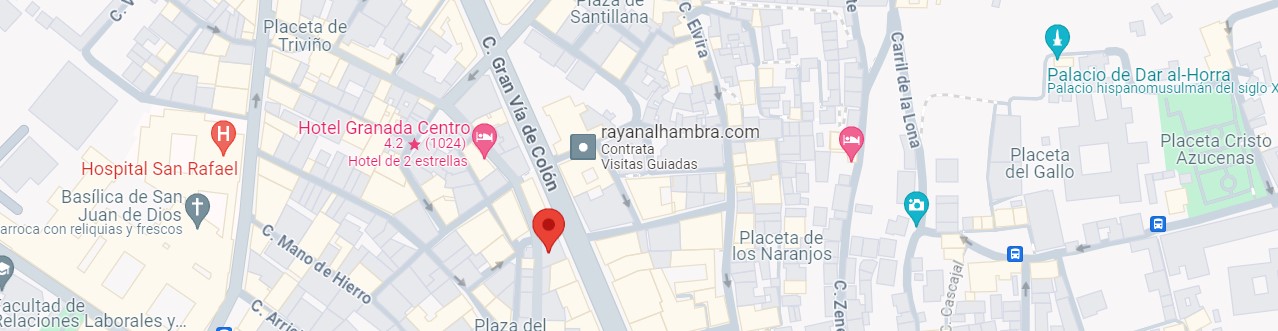 Plaza de
Santillana
Placeta de
Triviño
C. Elvira
C. Gran Vía de Colón
Carril de la Lona
Palacio de Dar al-Horra
Palacio hispanomusulmán del siglo X
Hotel Granada Centro
4.2 ★ (1024)
Hotel de 2 estrellas
rayanalhambra.com
Contrata
Visitas Guiadas
H
Hospital San Rafael
Placeta Cristo
Azucenas
Placeta
del Gallo
Basílica de San
Juan de Dios
arroca con reliquias y frescos
C. Mano de Hierro
Placeta de
los Naranjos
C. Cascajal
C. Zene
Facultad de
Relaciones Laborales y...
C. Arrio
Plaza del